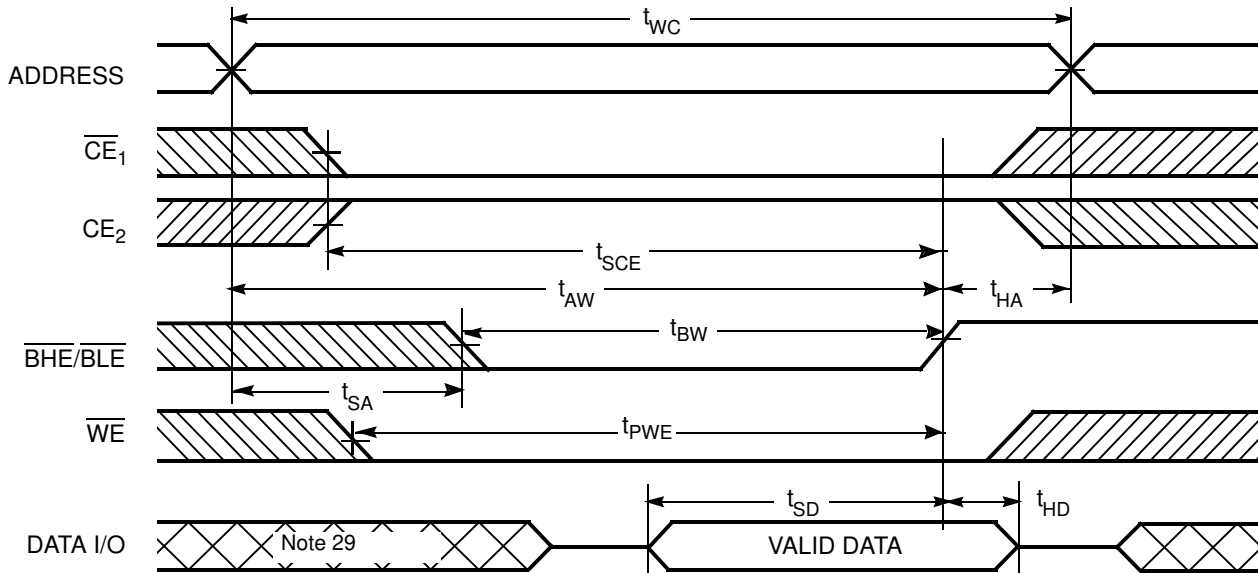 tWC
ADDRESS
CE1
CE2
tSCE
tAW
tHA
tBW
BHE/BLE
tSA
WE
tPWE
tSD
tHD
DATA I/O
Note 29
VALID DATA